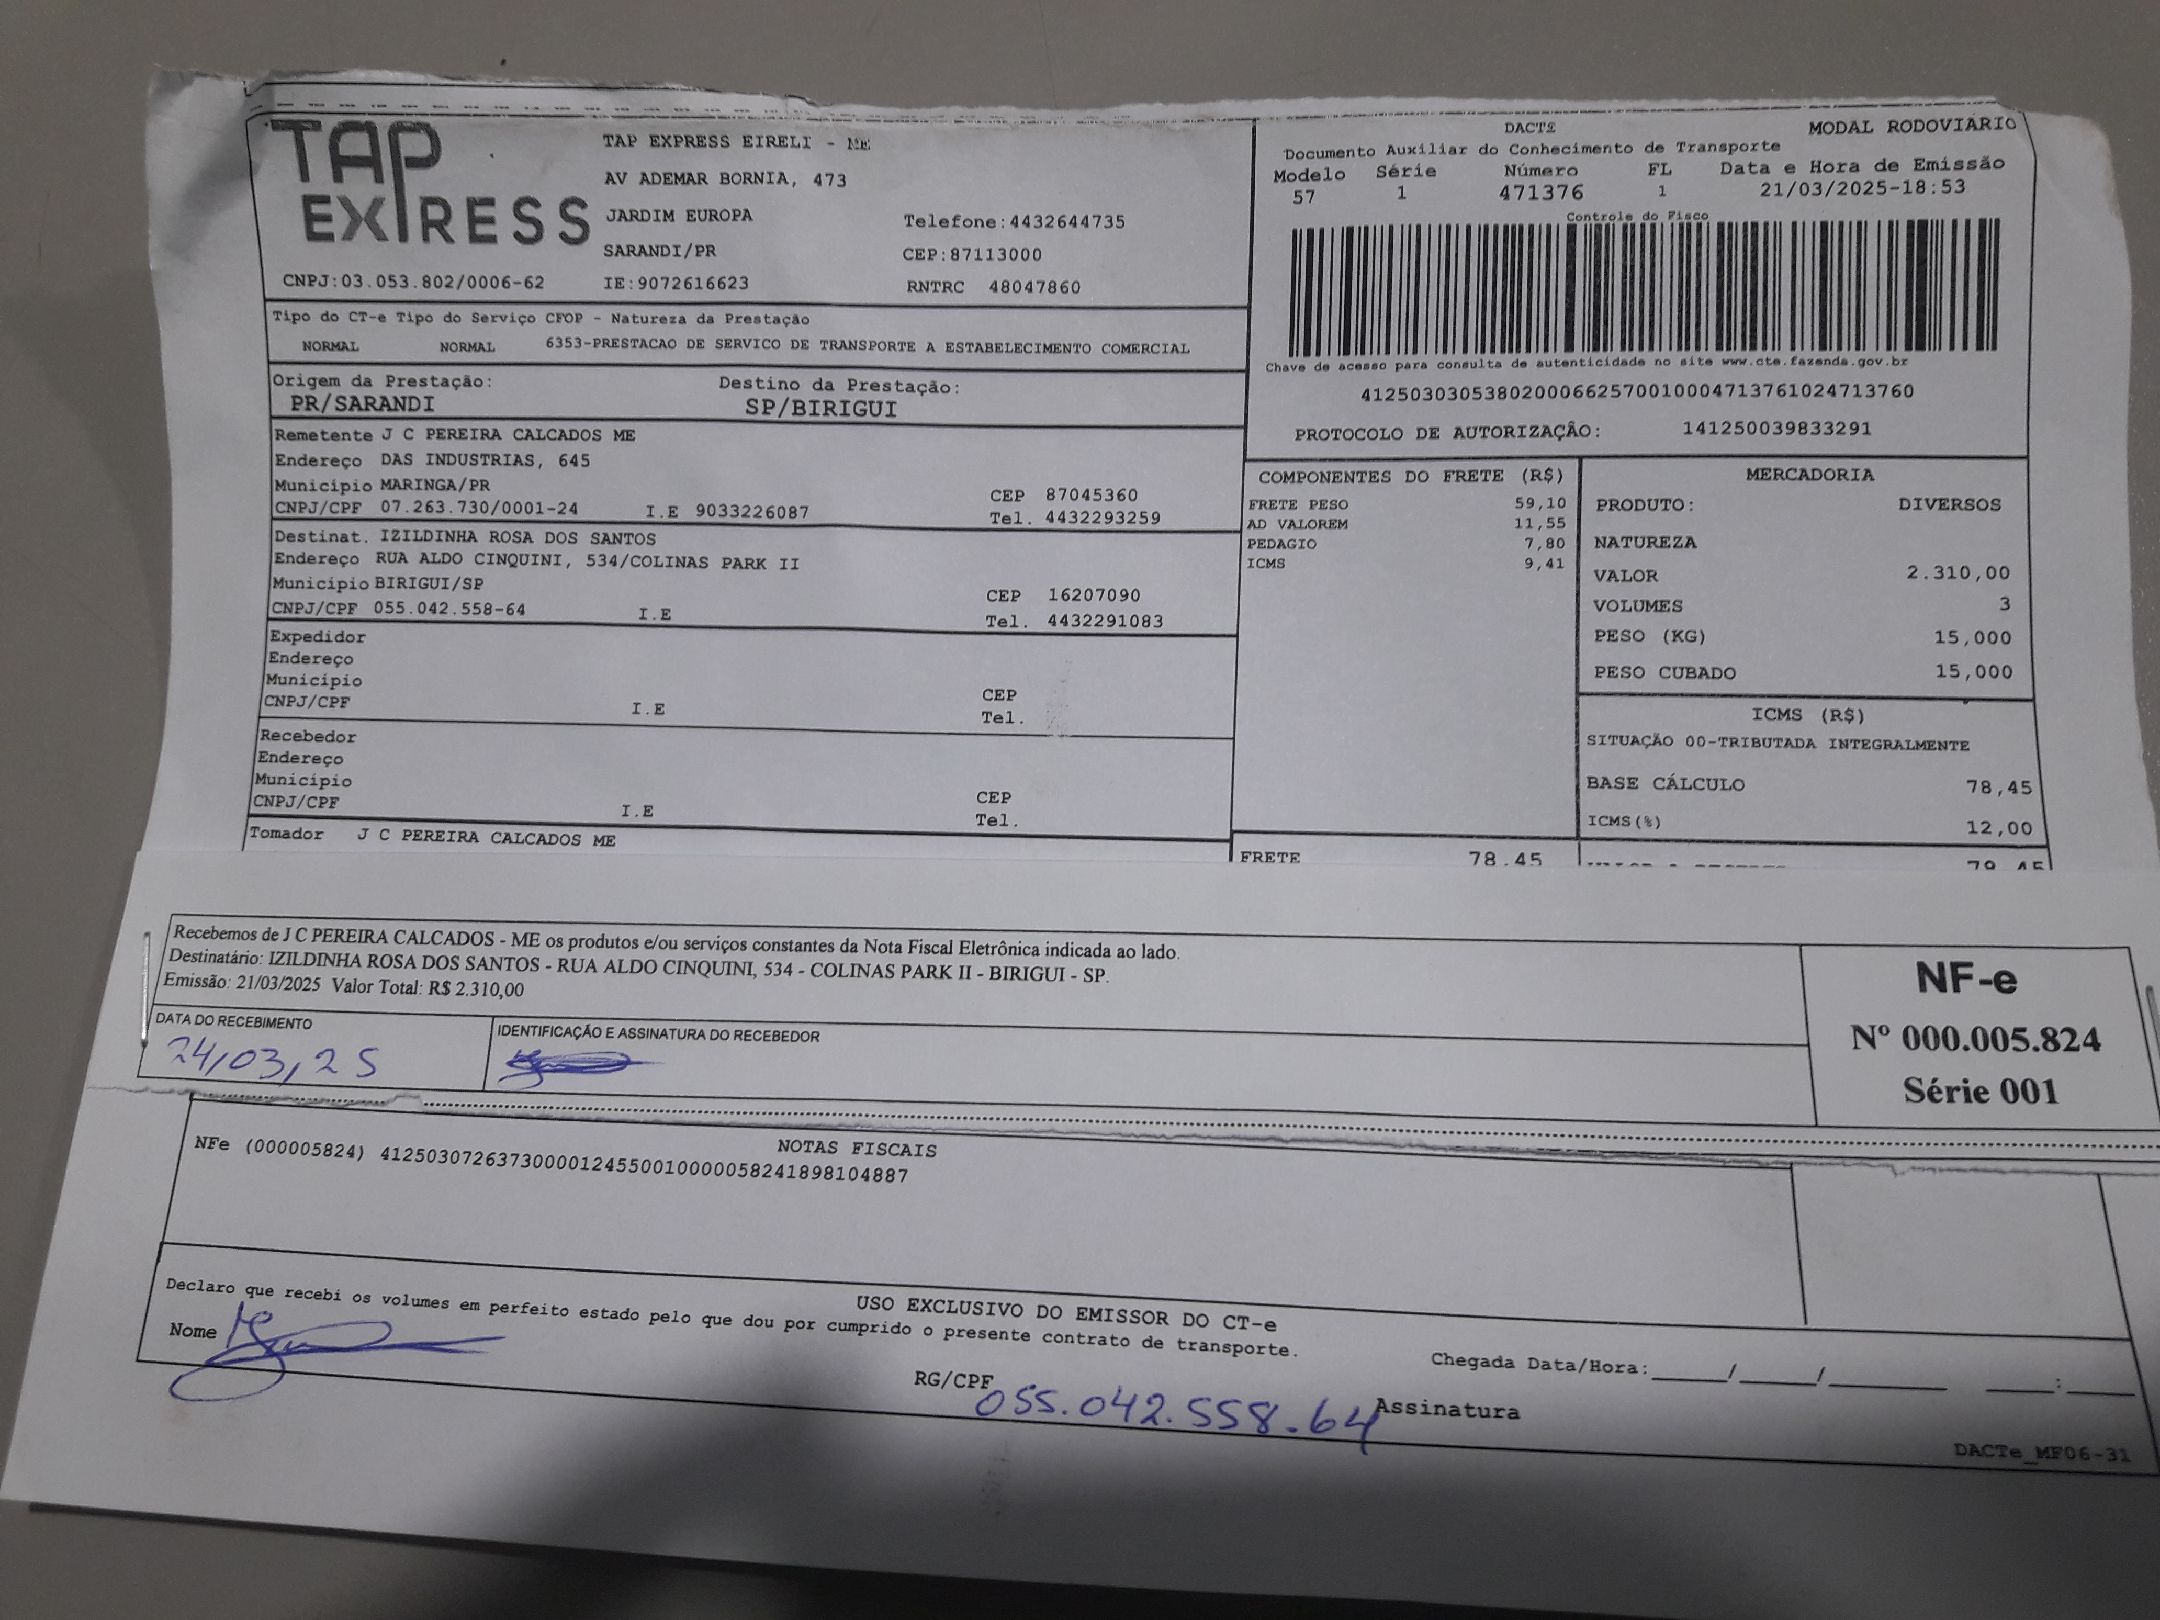 TAP EXPRESS
TAP EXPRESS EIRELI - ME
AV ADEMAR BORNIA, 473
JARDIM EUROPA Telefone:4432644735
SARANDI/PR CEP:87113000
CNPJ:03.053.802/0006-62 IE:9072616623 RNTRC 48047860
DACTE MODAL RODOVIÁRIO
Documento Auxiliar do Conhecimento de Transporte
Modelo Série Número FL Data e Hora de Emissão
57 1 471376 1 21/03/2025-18:53
Controle do Fisco
Chave de acesso para consulta de autenticidade no site www.cte.fazenda.gov.br
41250303053802000662570010004713761024713760
PROTOCOLO DE AUTORIZAÇÃO: 141250039833291
Tipo do CT-e Tipo do Serviço CFOP - Natureza da Prestação
NORMAL NORMAL 6353-PRESTACAO DE SERVICO DE TRANSPORTE A ESTABELECIMENTO COMERCIAL
Origem da Prestação: Destino da Prestação:
PR/SARANDI SP/BIRIGUI
Remetente J C PEREIRA CALCADOS ME
Endereço DAS INDUSTRIAS, 645
Município MARINGA/PR CEP 87045360
CNPJ/CPF 07.263.730/0001-24 I.E 9033226087 Tel. 4432293259
Destinat. IZILDINHA ROSA DOS SANTOS
Endereço RUA ALDO CINQUINI, 534/COLINAS PARK II
Município BIRIGUI/SP CEP 16207090
CNPJ/CPF 055.042.558-64 I.E Tel. 4432291083
Expedidor
Endereço
Município CEP
CNPJ/CPF I.E Tel.
Recebedor
Endereço
Município CEP
CNPJ/CPF I.E Tel.
Tomador J C PEREIRA CALCADOS ME
COMPONENTES DO FRETE (R$)
FRETE PESO 59,10
AD VALOREM 11,55
PEDAGIO 7,80
ICMS 9,41
FRETE 78,45
MERCADORIA
PRODUTO: DIVERSOS
NATUREZA
VALOR 2.310,00
VOLUMES 3
PESO (KG) 15,000
PESO CUBADO 15,000
ICMS (R$)
SITUAÇÃO 00-TRIBUTADA INTEGRALMENTE
BASE CÁLCULO 78,45
ICMS(%) 12,00
78,45
Recebemos de J C PEREIRA CALCADOS - ME os produtos e/ou serviços constantes da Nota Fiscal Eletrônica indicada ao lado.
Destinatário: IZILDINHA ROSA DOS SANTOS - RUA ALDO CINQUINI, 534 - COLINAS PARK II - BIRIGUI - SP.
Emissão: 21/03/2025 Valor Total: R$ 2.310,00
DATA DO RECEBIMENTO IDENTIFICAÇÃO E ASSINATURA DO RECEBEDOR
24/03/25
NF-e
Nº 000.005.824
Série 001
NOTAS FISCAIS
NFe (000005824) 41250307263730000124550010000058241898104887
USO EXCLUSIVO DO EMISSOR DO CT-e
Declaro que recebi os volumes em perfeito estado pelo que dou por cumprido o presente contrato de transporte.
Nome RG/CPF 055.042.558.64 Assinatura
Chegada Data/Hora:_____/_____/_______ ____:____
DACTe_MF06-31